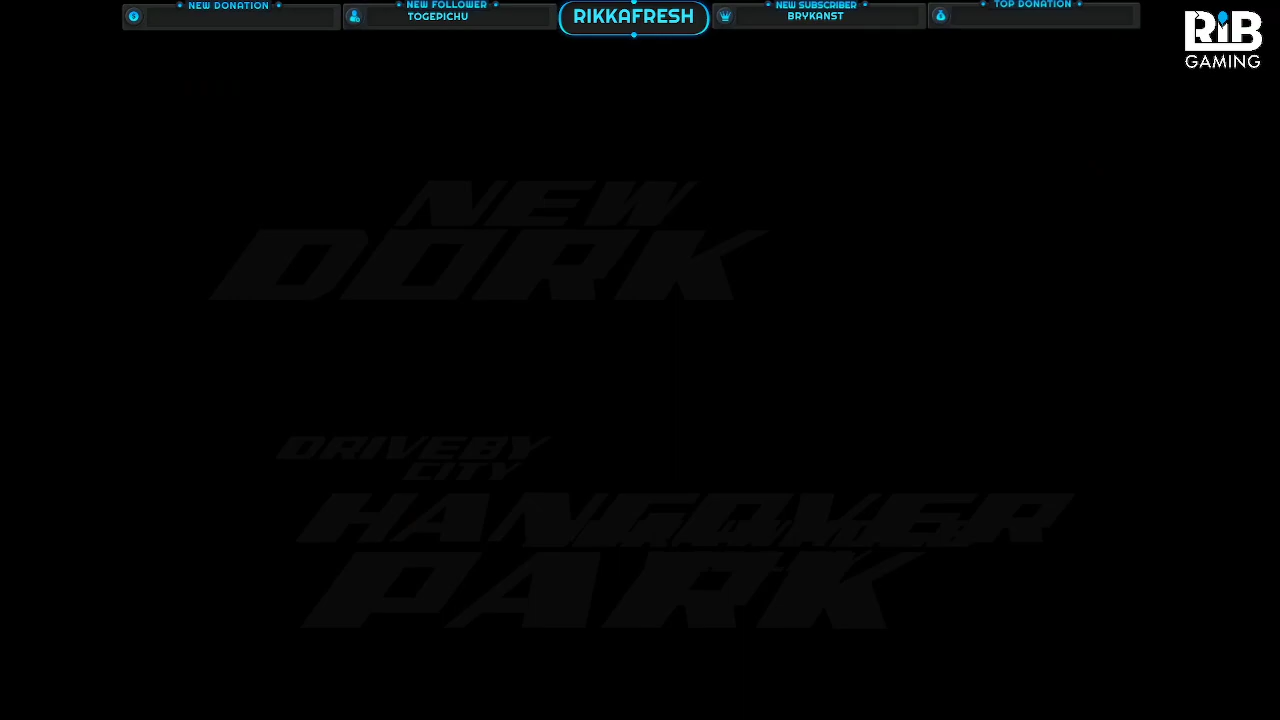 NEW DONATION
NEW FOLLOWER
TOGEPICHU
RIKKAFRESH
NEW SUBSCRIBER
BRYKANST
TOP DONATION
RiB
GAMING
NEW
DORK
DRIVEBY
CITY
HANGOVER
PARK